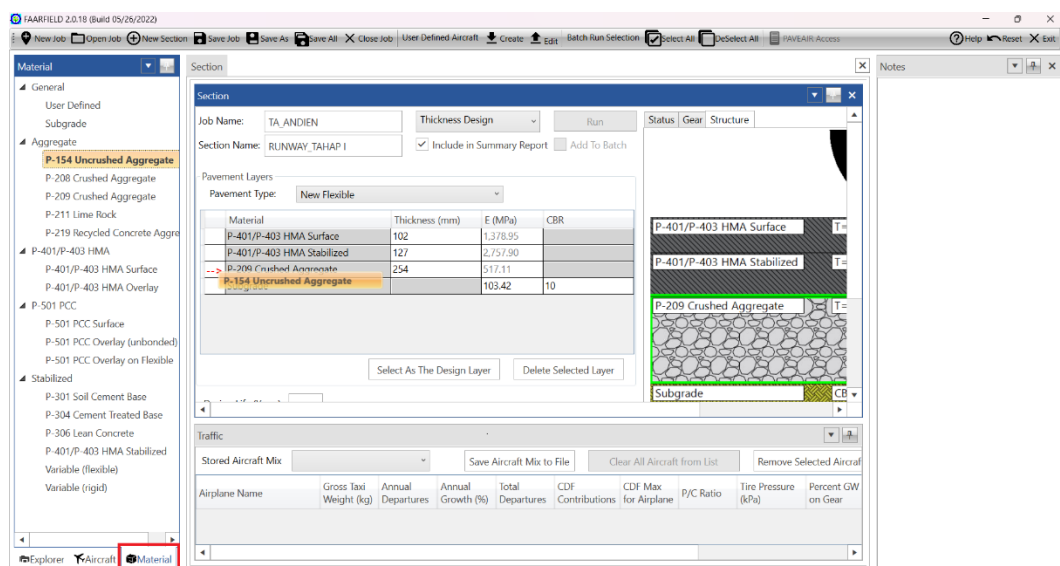 FAARFIELD 2.0.18 (Build 05/26/2022)
New Job Open Job New Section Save Job Save As Save All Close Job User Defined Aircraft Create Edit Batch Run Selection Select All DeSelect All PAVEAIR Access Help Reset Exit
Material
General
User Defined
Subgrade
Aggregate
P-154 Uncrushed Aggregate
P-208 Crushed Aggregate
P-209 Crushed Aggregate
P-211 Lime Rock
P-219 Recycled Concrete Aggre
P-401/P-403 HMA
P-401/P-403 HMA Surface
P-401/P-403 HMA Overlay
P-501 PCC
P-501 PCC Surface
P-501 PCC Overlay (unbonded)
P-501 PCC Overlay on Flexible
Stabilized
P-301 Soil Cement Base
P-304 Cement Treated Base
P-306 Lean Concrete
P-401/P-403 HMA Stabilized
Variable (flexible)
Variable (rigid)
Explorer Aircraft Material
Section
Section
Job Name: TA_ANDIEN Thickness Design Run
Section Name: RUNWAY_TAHAP I Include in Summary Report Add To Batch
Pavement Layers
Pavement Type: New Flexible
Material Thickness (mm) E (MPa) CBR
P-401/P-403 HMA Surface 102 1,378.95
P-401/P-403 HMA Stabilized 127 2,757.90
--> P-209 Crushed Aggregate 254 517.11
P-154 Uncrushed Aggregate
Subgrade 103.42 10
Select As The Design Layer Delete Selected Layer
Status Gear Structure
P-401/P-403 HMA Surface T=
P-401/P-403 HMA Stabilized T=
P-209 Crushed Aggregate T=
Subgrade CB
Traffic
Stored Aircraft Mix Save Aircraft Mix to File Clear All Aircraft from List Remove Selected Aircraf
Airplane Name Gross Taxi Weight (kg) Annual Departures Annual Growth (%) Total Departures CDF Contributions CDF Max for Airplane P/C Ratio Tire Pressure (kPa) Percent GW on Gear
Notes